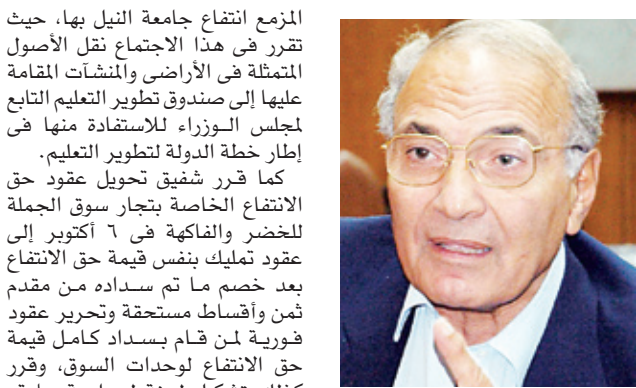 المزمع انتفاع جامعة النيل بها، حيث
تقرر فى هذا الاجتماع نقل الأصول
المتمثلة فى الأراضى والمنشآت المقامة
عليها إلى صندوق تطوير التعليم التابع
لمجلس الــوزراء للاستفادة منها فى
إطار خطة الدولة لتطوير التعليم.
كما قرر شفيق تحويل عقود حق
الانتفاع الخاصة بتجار سوق الجملة
للخضر والفاكهة فى ٦ أكتوبر إلى
عقود تمليك بنفس قيمة حق الانتفاع
بعد خصم ما تم ســداده من مقدم
ثمن وأقساط مستحقة وتحرير عقود
فورية لمن قام بسداد كامل قيمة
حق الانتفاع لوحدات السوق، وقرر